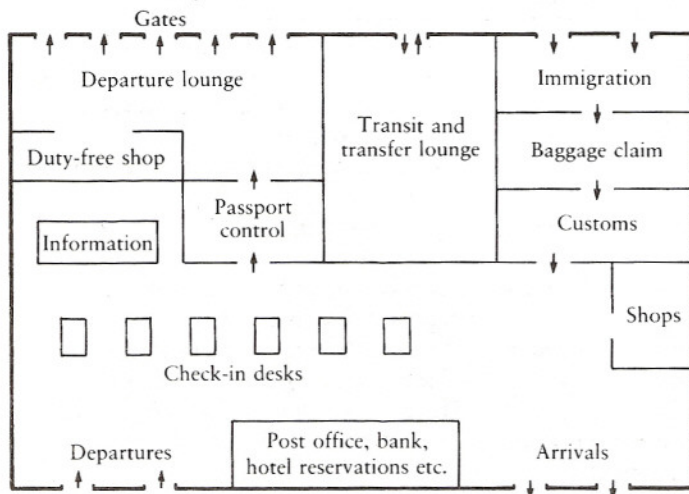 Gates
Departure lounge
Immigration
Transit and
transfer lounge
Duty-free shop
Baggage claim
Passport
control
Customs
Information
Shops
Check-in desks
Departures
Post office, bank,
hotel reservations etc.
Arrivals